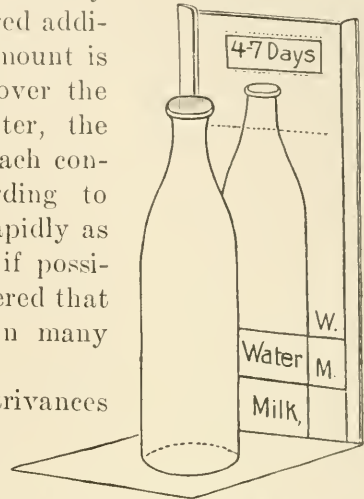 red addi-
mount is
over the
ter, the
ach con-
rding to
apidly as
if possi-
ered that
n many
trivances
4-7 Days
W.
Water M.
Milk,